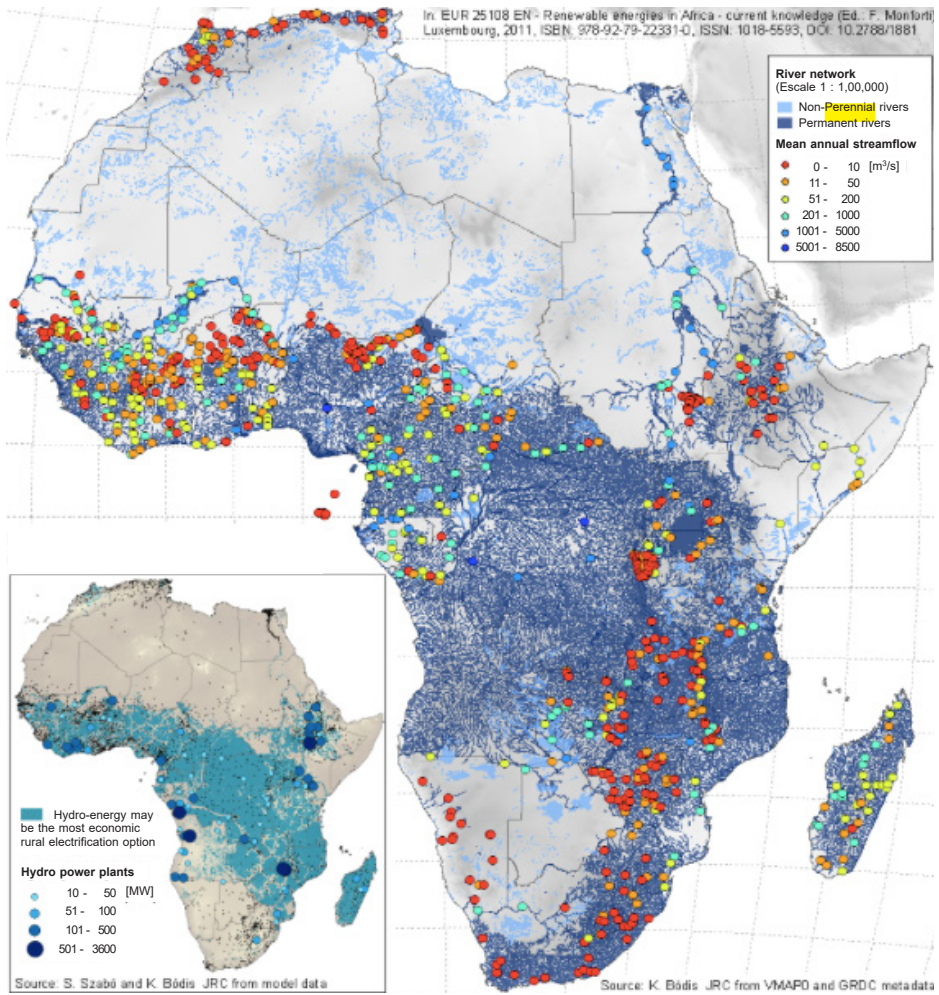 In: EUR 25108 EN - Renewable energies in Africa - current knowledge (Ed.: F. Monforti)
Luxembourg, 2011, ISBN: 978-92-79-22331-0, ISSN: 1018-5593, DOI: 10.2788/1881
River network
(Escale 1 : 1,00,000)
Non-Perennial rivers
Permanent rivers
Mean annual streamflow
0 - 10 [m³/s]
11 - 50
51 - 200
201 - 1000
1001 - 5000
5001 - 8500
Hydro-energy may
be the most economic
rural electrification option
Hydro power plants
10 - 50 [MW]
51 - 100
101 - 500
501 - 3600
Source: S. Szabó and K. Bódis JRC from model data
Source: K. Bódis JRC from VMAP0 and GRDC metadata